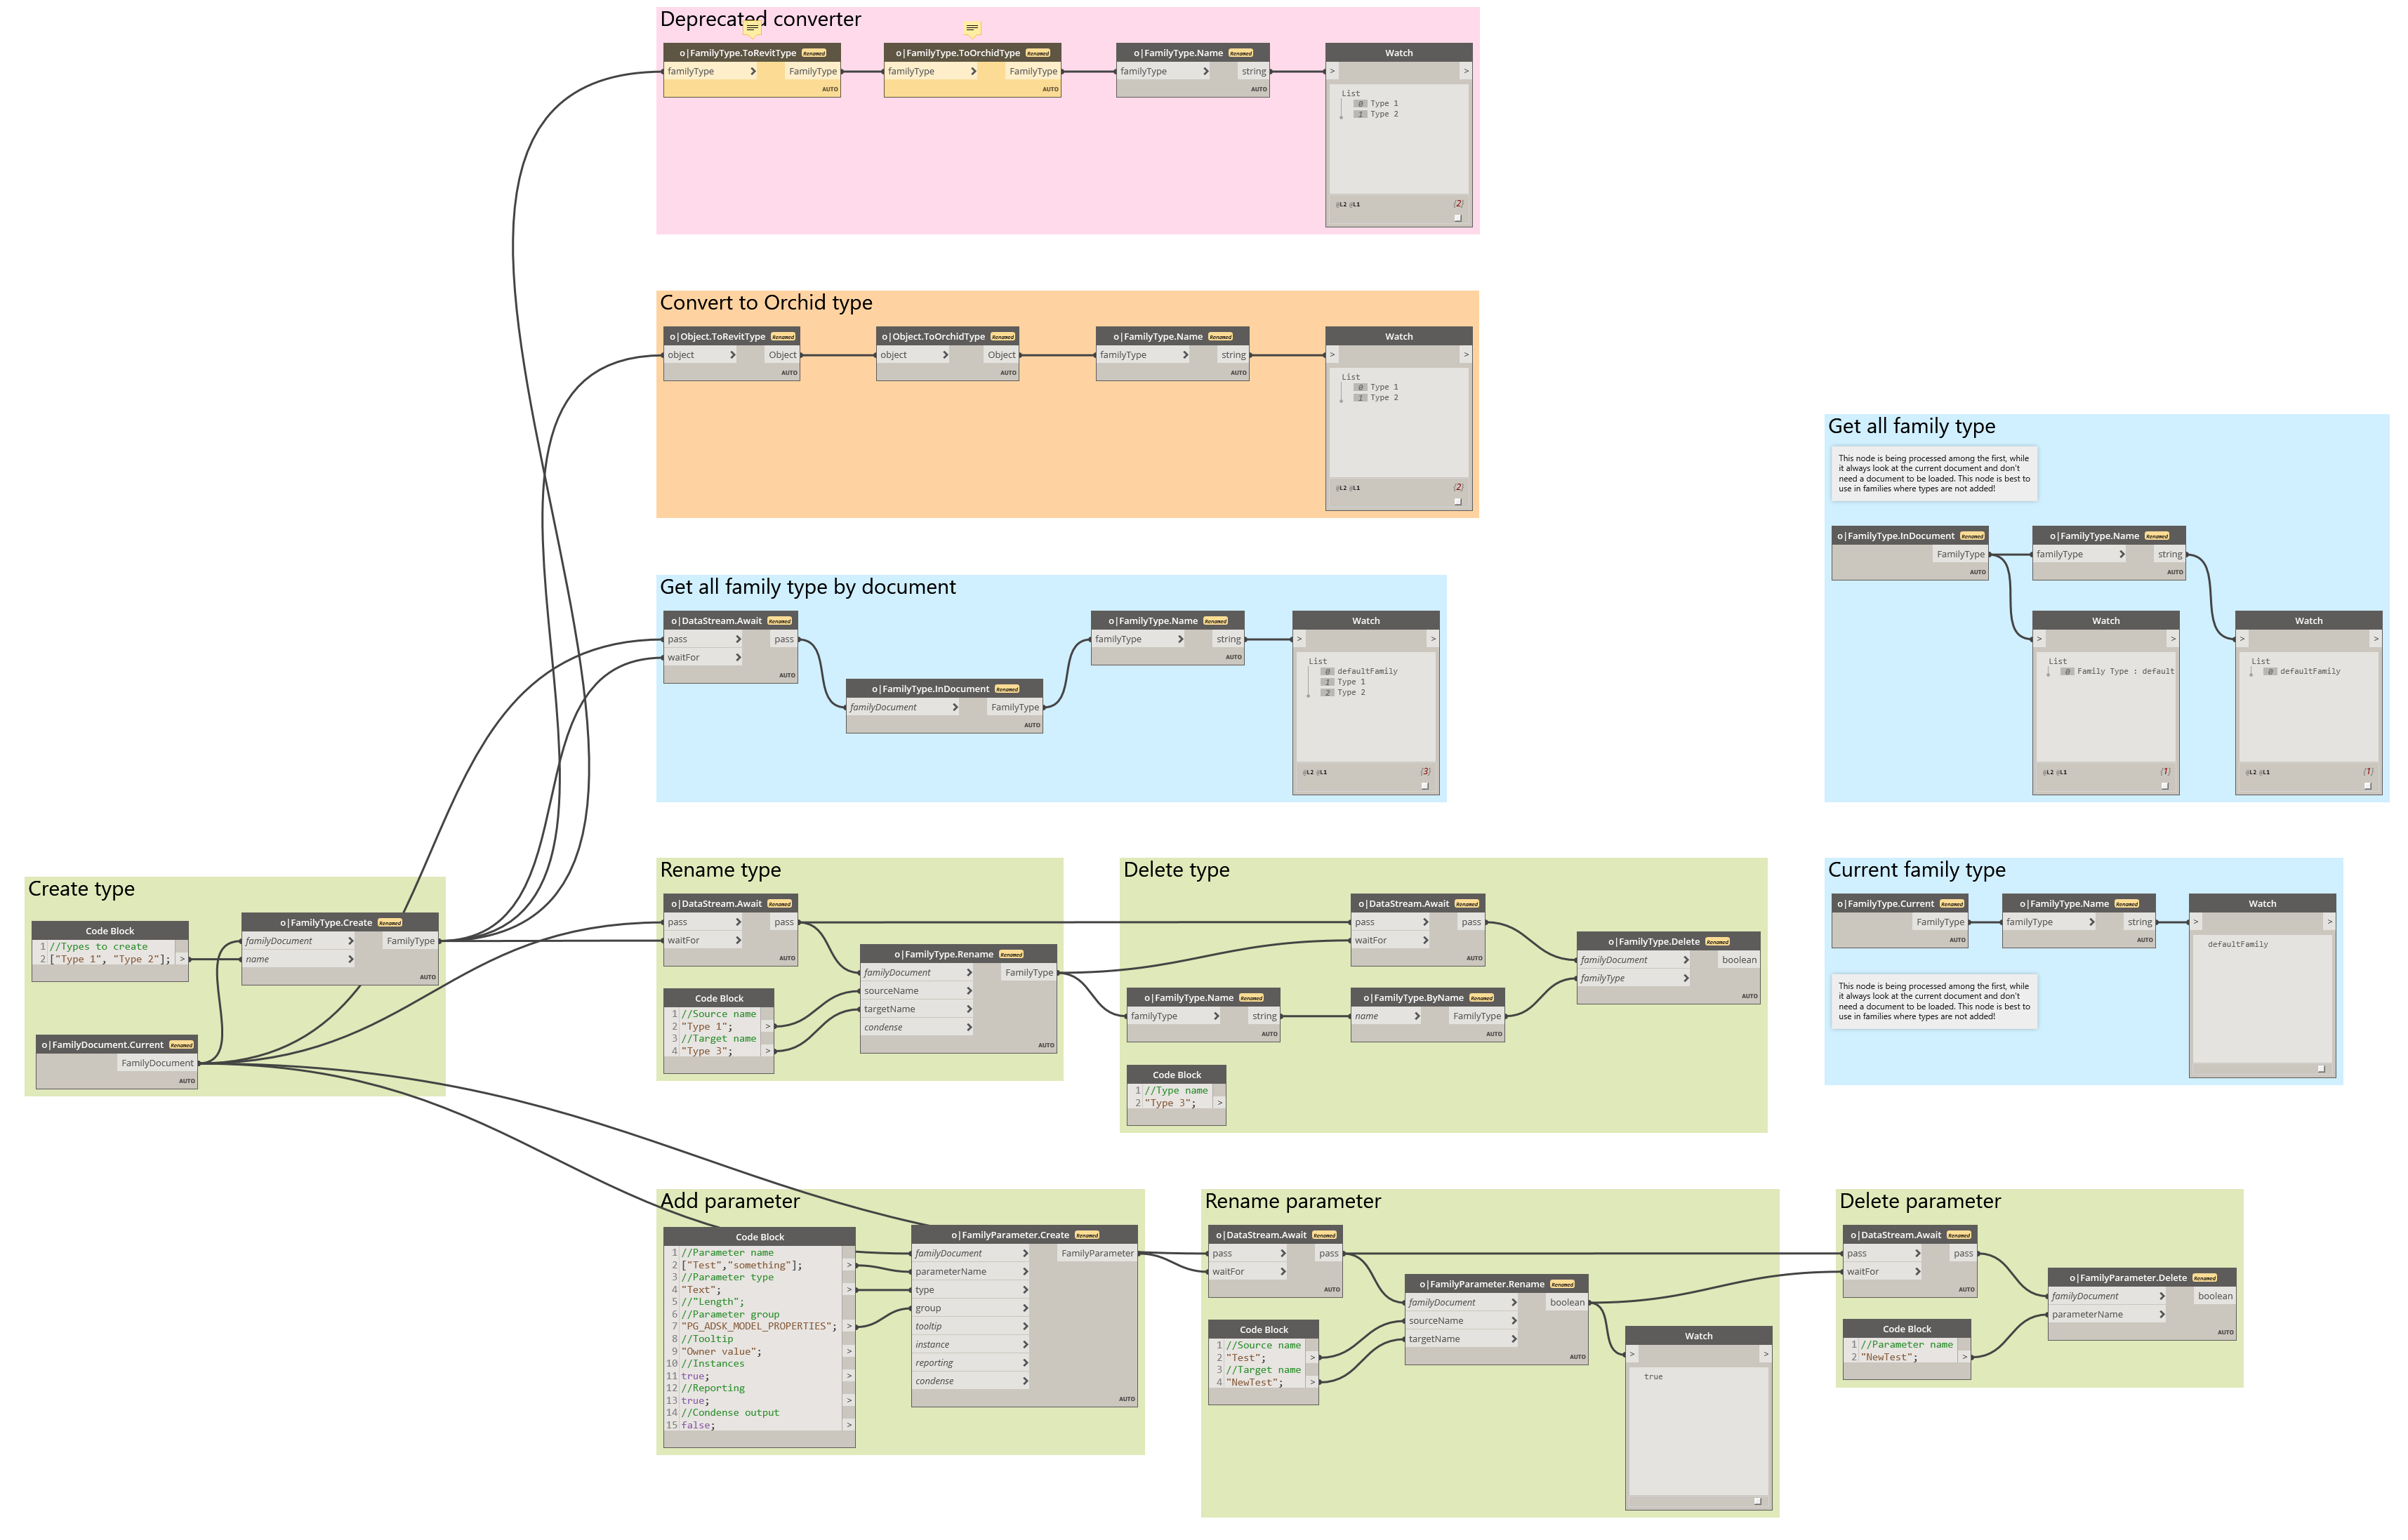 Deprecated converter
o|FamilyType.ToRevitType Renamed
familyType > FamilyType
AUTO
o|FamilyType.ToOrchidType Renamed
familyType > FamilyType
AUTO
o|FamilyType.Name Renamed
familyType > string
AUTO
Watch
> >
List
0 Type 1
1 Type 2
@L2 @L1 {2}
Convert to Orchid type
o|Object.ToRevitType Renamed
object > Object
AUTO
o|Object.ToOrchidType Renamed
object > Object
AUTO
o|FamilyType.Name Renamed
familyType > string
AUTO
Watch
> >
List
0 Type 1
1 Type 2
@L2 @L1 {2}
Get all family type by document
o|DataStream.Await Renamed
pass > pass
waitFor >
AUTO
o|FamilyType.InDocument Renamed
familyDocument > FamilyType
AUTO
o|FamilyType.Name Renamed
familyType > string
AUTO
Watch
> >
List
0 defaultFamily
1 Type 1
2 Type 2
@L2 @L1 {3}
Get all family type
This node is being processed among the first, while
it always look at the current document and don't
need a document to be loaded. This node is best to
use in families where types are not added!
o|FamilyType.InDocument Renamed
FamilyType
AUTO
o|FamilyType.Name Renamed
familyType > string
AUTO
Watch
> >
List
0 Family Type : default
@L2 @L1 {1}
Watch
> >
List
0 defaultFamily
@L2 @L1 {1}
Create type
Code Block
1 //Types to create
2 ["Type 1", "Type 2"]; >
o|FamilyType.Create Renamed
familyDocument > FamilyType
name >
AUTO
o|FamilyDocument.Current Renamed
FamilyDocument
AUTO
Rename type
o|DataStream.Await Renamed
pass > pass
waitFor >
AUTO
Code Block
1 //Source name
2 "Type 1"; >
3 //Target name
4 "Type 3"; >
o|FamilyType.Rename Renamed
familyDocument > FamilyType
sourceName >
targetName >
condense >
AUTO
Delete type
o|DataStream.Await Renamed
pass > pass
waitFor >
AUTO
o|FamilyType.Name Renamed
familyType > string
AUTO
o|FamilyType.ByName Renamed
name > FamilyType
AUTO
o|FamilyType.Delete Renamed
familyDocument > boolean
familyType >
AUTO
Code Block
1 //Type name
2 "Type 3"; >
Current family type
o|FamilyType.Current Renamed
FamilyType
AUTO
o|FamilyType.Name Renamed
familyType > string
AUTO
Watch
> >
defaultFamily
This node is being processed among the first, while
it always look at the current document and don't
need a document to be loaded. This node is best to
use in families where types are not added!
Add parameter
Code Block
1 //Parameter name
2 ["Test","something"]; >
3 //Parameter type
4 "Text"; >
5 //"Length";
6 //Parameter group
7 "PG_ADSK_MODEL_PROPERTIES"; >
8 //Tooltip
9 "Owner value"; >
10 //Instances
11 true; >
12 //Reporting
13 true; >
14 //Condense output
15 false; >
o|FamilyParameter.Create Renamed
familyDocument > FamilyParameter
parameterName >
type >
group >
tooltip >
instance >
reporting >
condense >
AUTO
Rename parameter
o|DataStream.Await Renamed
pass > pass
waitFor >
AUTO
Code Block
1 //Source name
2 "Test"; >
3 //Target name
4 "NewTest"; >
o|FamilyParameter.Rename Renamed
familyDocument > boolean
sourceName >
targetName >
AUTO
Watch
> >
true
Delete parameter
o|DataStream.Await Renamed
pass > pass
waitFor >
AUTO
Code Block
1 //Parameter name
2 "NewTest"; >
o|FamilyParameter.Delete Renamed
familyDocument > boolean
parameterName >
AUTO